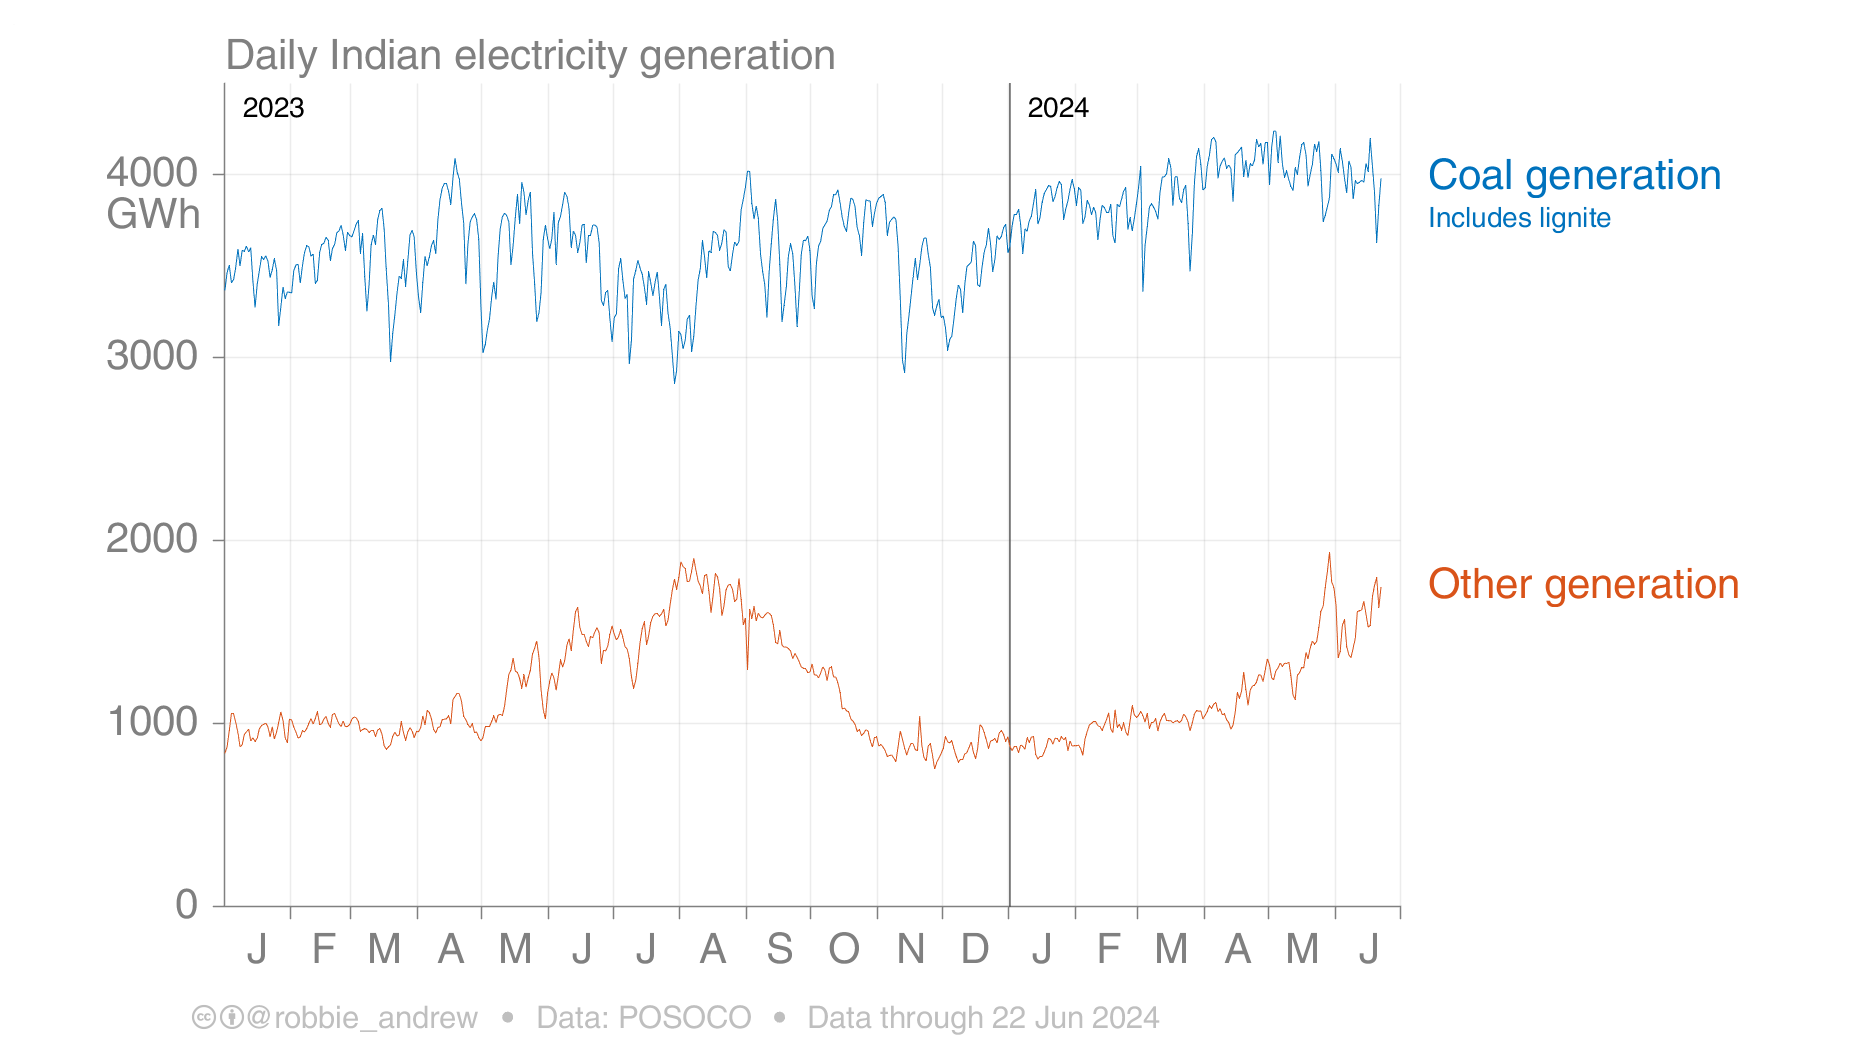 Daily Indian electricity generation
2023
2024
4000
GWh
3000
2000
1000
0
Coal generation
Includes lignite
Other generation
J F M A M J J A S O N D J F M A M J
@robbie_andrew • Data: POSOCO • Data through 22 Jun 2024